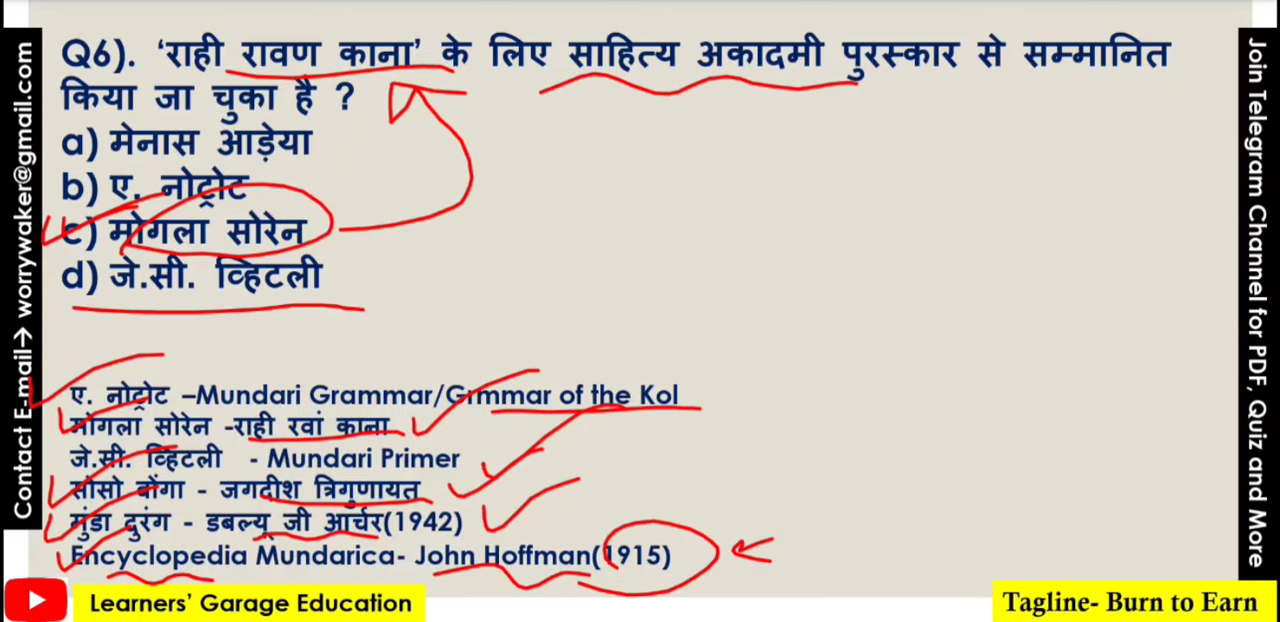 Q6). ‘राही रावण काना’ के लिए साहित्य अकादमी पुरस्कार से सम्मानित
किया जा चुका है ?
a) मेनास आड़ेया
b) ए. नोट्रोट
c) मोगला सोरेन
d) जे.सी. व्हिटली
ए. नोट्रोट –Mundari Grammar/Grmmar of the Kol
मोगला सोरेन -राही रवां काना
जे.सी. व्हिटली - Mundari Primer
सोसो बोंगा - जगदीश त्रिगुणायत
मुंडा दुरंग - डबल्यू जी आर्चर(1942)
Encyclopedia Mundarica- John Hoffman(1915)
Contact E-mail→ worrywaker@gmail.com
Join Telegram Channel for PDF, Quiz and More
Learners’ Garage Education
Tagline- Burn to Earn